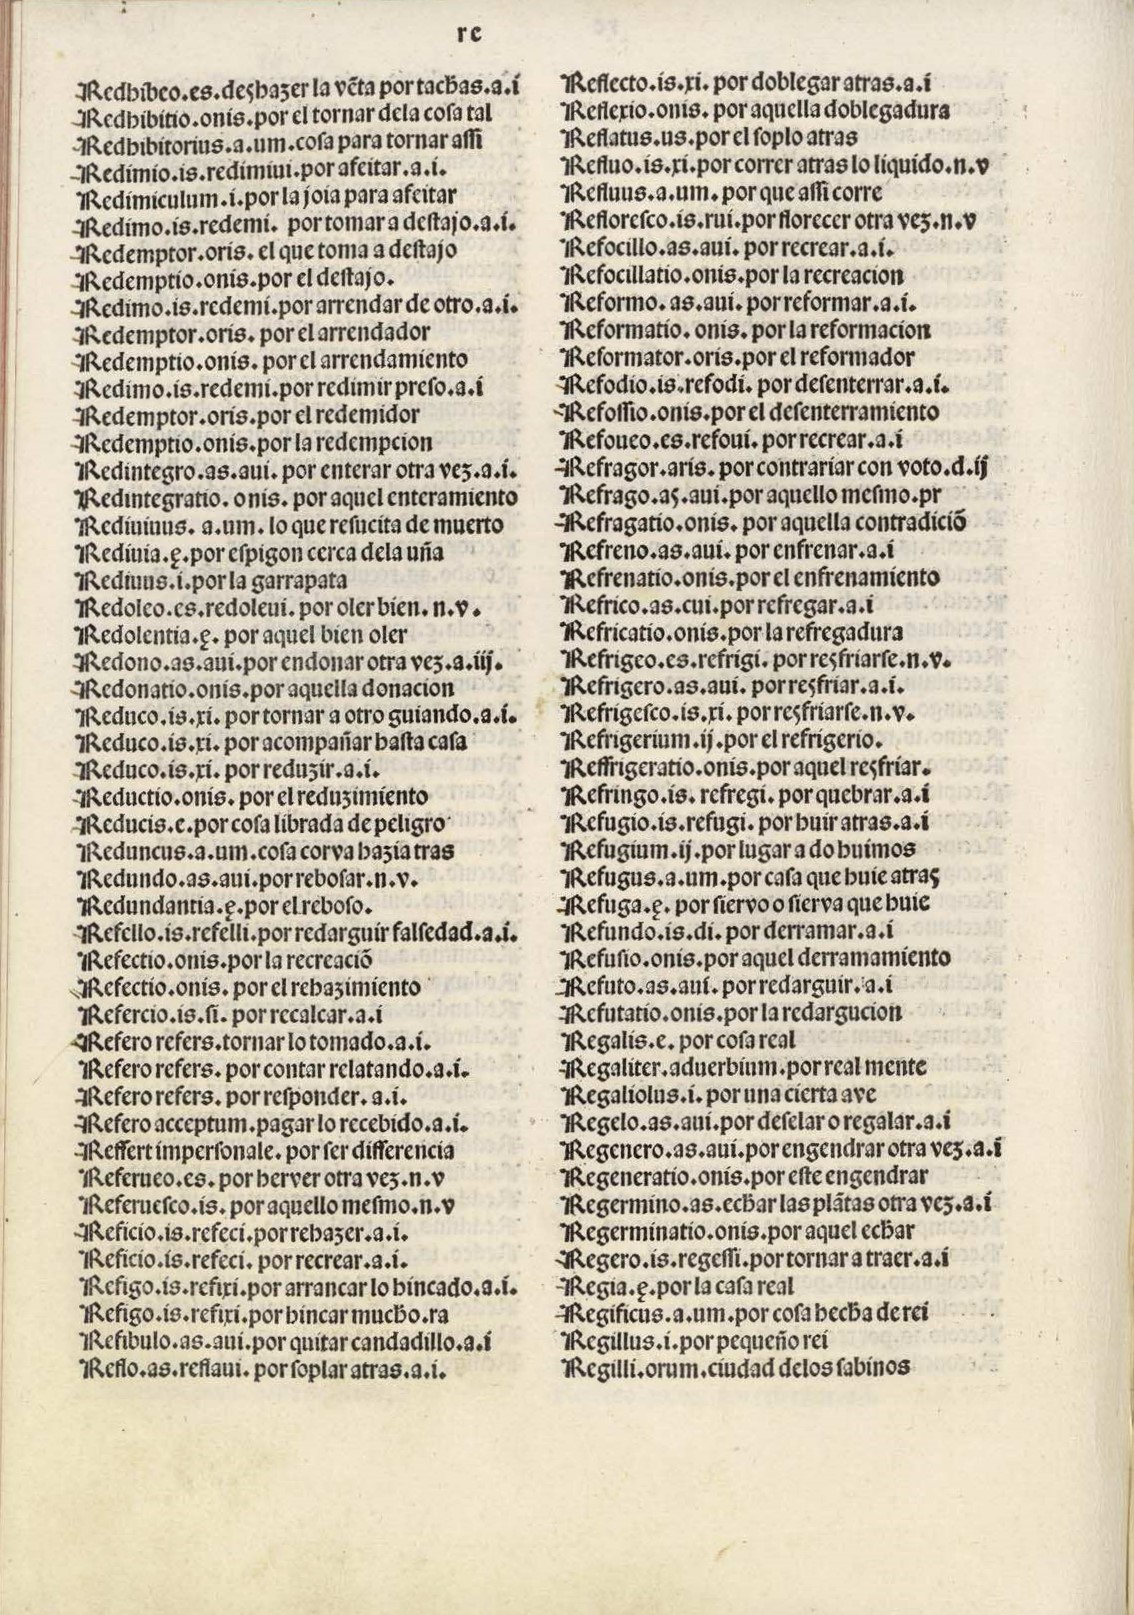 re
Redhibeo.es.deshazer la vẽta por tachas.a.i
Redhibitio.onis.por el tornar dela cosa tal
Redhibitorius.a.um.cosa para tornar assi
Redimio.is.redimiui.por afeitar.a.i.
Redimiculum.i.por la joia para afeitar
Redimo.is.redemi. por tomar a destajo.a.i.
Redemptor.oris. el que toma a destajo
Redemptio.onis.por el destajo.
Redimo.is.redemi.por arrendar de otro.a.i.
Redemptor.oris. por el arrendador
Redemptio.onis. por el arrendamiento
Redimo.is.redemi.por redimir preso.a.i
Redemptor.oris.por el redemidor
Redemptio.onis.por la redempcion
Redintegro.as.aui. por enterar otra vez.a.i.
Redintegratio. onis. por aquel enteramiento
Rediuiuus. a.um. lo que resucita de muerto
Rediuia.ę.por espigon cerca dela uña
Rediuus.i.por la garrapata
Redoleo.es.redoleui. por oler bien. n.v.
Redolentia.ę. por aquel bien oler
Redono.as.aui.por endonar otra vez.a.iij.
Redonatio.onis.por aquella donacion
Reduco.is.xi. por tornar a otro guiando.a.i.
Reduco.is.xi. por acompañar hasta casa
Reduco.is.xi. por reduzir.a.i.
Reductio.onis. por el reduzimiento
Reducis.e.por cosa librada de peligro
Reduncus.a.um.cosa corva hazia tras
Redundo.as.aui.por rebosar.n.v.
Redundantia.ę.por el reboso.
Refello.is.refelli.por redarguir falsedad.a.i.
Refectio.onis.por la recreaciõ
Refectio.onis. por el rehazimiento
Refercio.is.si. por recalcar.a.i
Refero refers.tornar lo tomado.a.i.
Refero refers. por contar relatando.a.i.
Refero refers. por responder. a.i.
Refero acceptum.pagar lo recebido.a.i.
Reffert impersonale. por ser differencia
Referueo.es. por herver otra vez.n.v
Referuesco.is. por aquello mesmo.n.v
Reficio.is.refeci.por rehazer.a.i.
Reficio.is.refeci. por recrear.a.i.
Refigo.is.refixi.por arrancar lo hincado.a.i.
Refigo.is.refixi.por hincar mucho.ra
Refibulo.as.aui.por quitar candadillo.a.i
Reflo.as.reflaui. por soplar atras.a.i.
Reflecto.is.xi. por doblegar atras.a.i
Reflexio.onis. por aquella doblegadura
Reflatus.us.por el soplo atras
Refluo.is.xi.por correr atras lo liquido.n.v
Refluus.a.um. por que assi corre
Refloresco.is.rui.por florecer otra vez.n.v
Refocillo.as.aui. por recrear.a.i.
Refocillatio.onis.por la recreacion
Reformo.as.aui.por reformar.a.i.
Reformatio. onis. por la reformacion
Reformator.oris.por el reformador
Refodio.is.refodi. por desenterrar.a.i.
Refossio.onis.por el desenterramiento
Refoueo.es.refoui. por recrear.a.i
Refragor.aris. por contrariar con voto.d.ij
Refrago.as.aui.por aquello mesmo.pr
Refragatio.onis. por aquella contradiciõ
Refreno.as.aui. por enfrenar.a.i
Refrenatio.onis.por el enfrenamiento
Refrico.as.cui.por refregar.a.i
Refricatio.onis.por la refregadura
Refrigeo.es.refrigi. por resfriarse.n.v.
Refrigero.as.aui. por resfriar.a.i.
Refrigesco.is.xi. por resfriarse.n.v.
Refrigerium.ij.por el refrigerio.
Reffrigeratio.onis.por aquel resfriar.
Refringo.is. refregi. por quebrar.a.i
Refugio.is.refugi. por huir atras.a.i
Refugium.ij.por lugar a do huimos
Refugus.a.um.por casa que huie atras
Refuga.ę. por siervo o sierva que huie
Refundo.is.di. por derramar.a.i
Refusio.onis.por aquel derramamiento
Refuto.as.aui. por redarguir.a.i
Refutatio.onis.por la redargucion
Regalis.e. por cosa real
Regaliter.aduerbium.por real mente
Regaliolus.i.por una cierta ave
Regelo.as.aui.por deselar o regalar.a.i
Regenero.as.aui.por engendrar otra vez.a.i
Regeneratio.onis.por este engendrar
Regermino.as.echar las plãtas otra vez.a.i
Regerminatio.onis.por aquel echar
Regero.is.regessi.por tornar a traer.a.i
Regia.ę.por la casa real
Regificus.a.um.por cosa hecha de rei
Regillus.i.por pequeño rei
Regilli.orum.ciudad delos sabinos